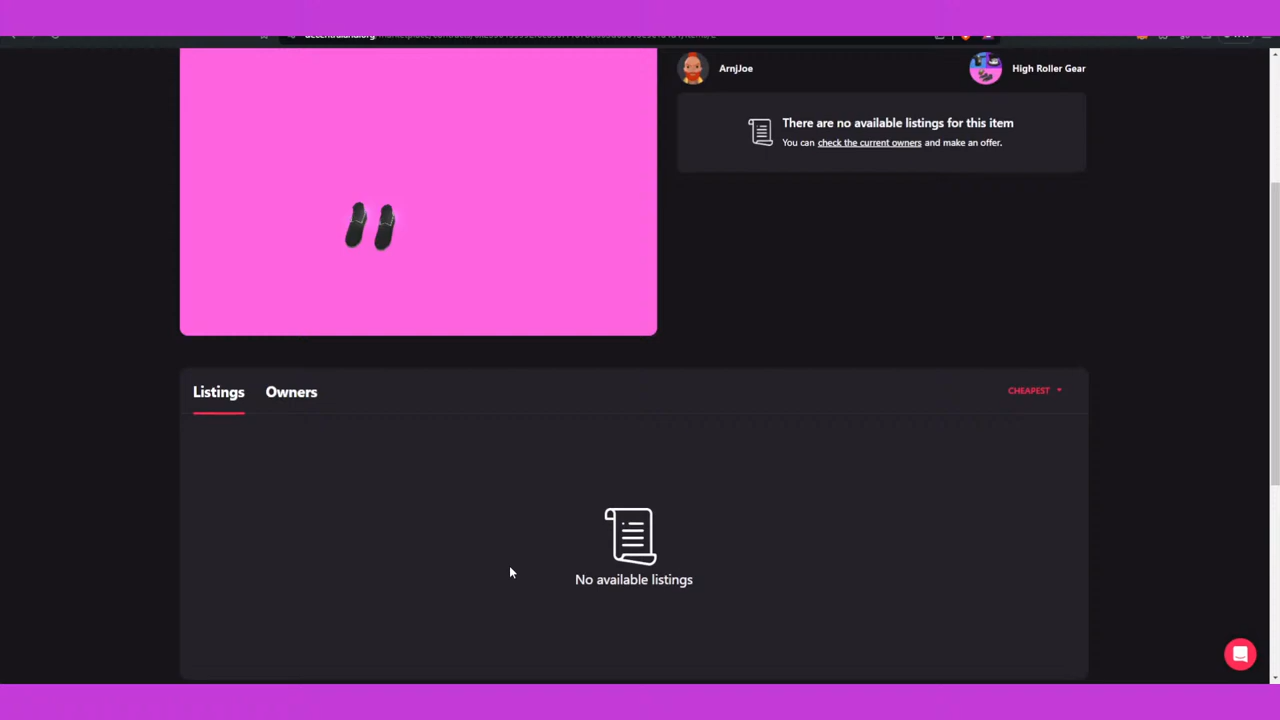 ArnjJoe
High Roller Gear
There are no available listings for this item
You can check the current owners and make an offer.
Listings
Owners
CHEAPEST
No available listings